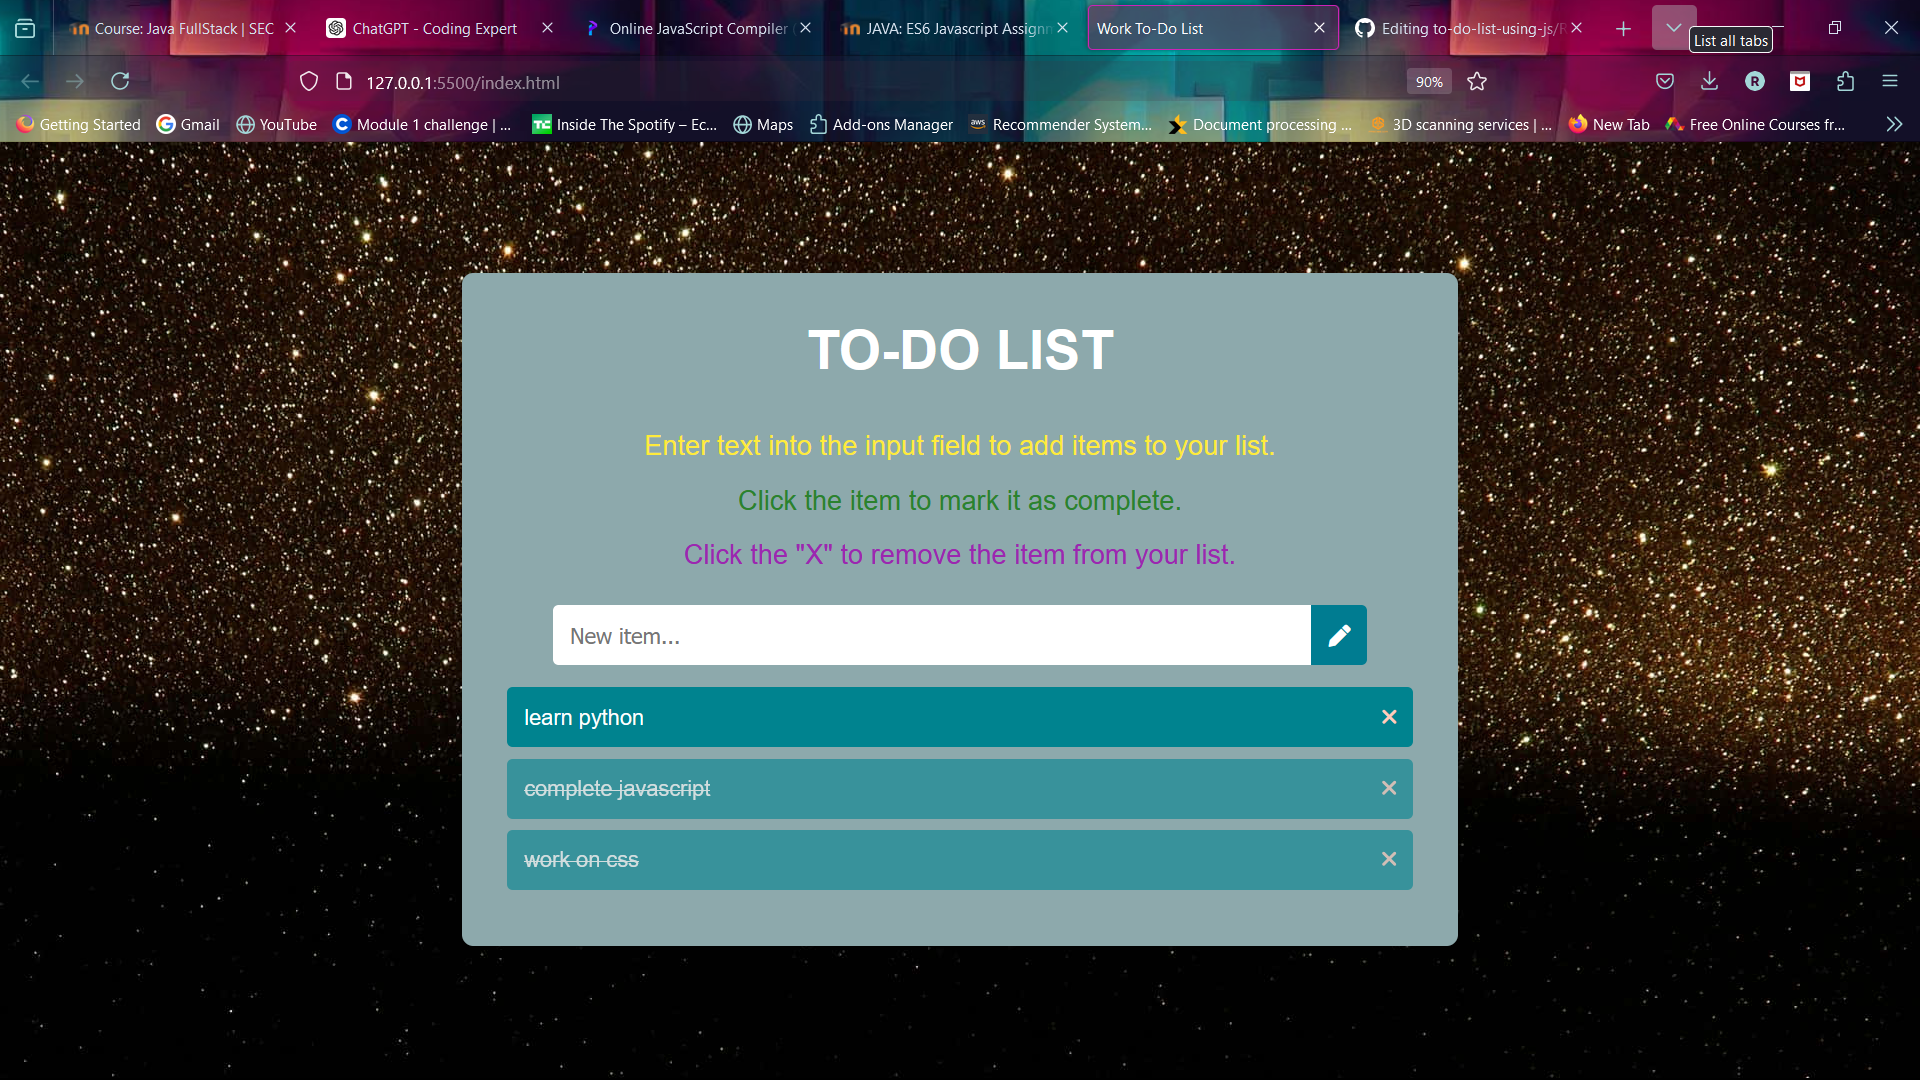 Course: Java FullStack | SEC
ChatGPT - Coding Expert
Online JavaScript Compiler
JAVA: ES6 Javascript Assignm
Work To-Do List
Editing to-do-list-using-js/R
List all tabs
127.0.0.1:5500/index.html
90%
R
Getting Started
Gmail
YouTube
Module 1 challenge | ...
Inside The Spotify – Ec...
Maps
Add-ons Manager
aws
Recommender System...
Document processing ...
3D scanning services | ...
New Tab
Free Online Courses fr...
TO-DO LIST
Enter text into the input field to add items to your list.
Click the item to mark it as complete.
Click the "X" to remove the item from your list.
New item...
learn python
complete javascript
work on css